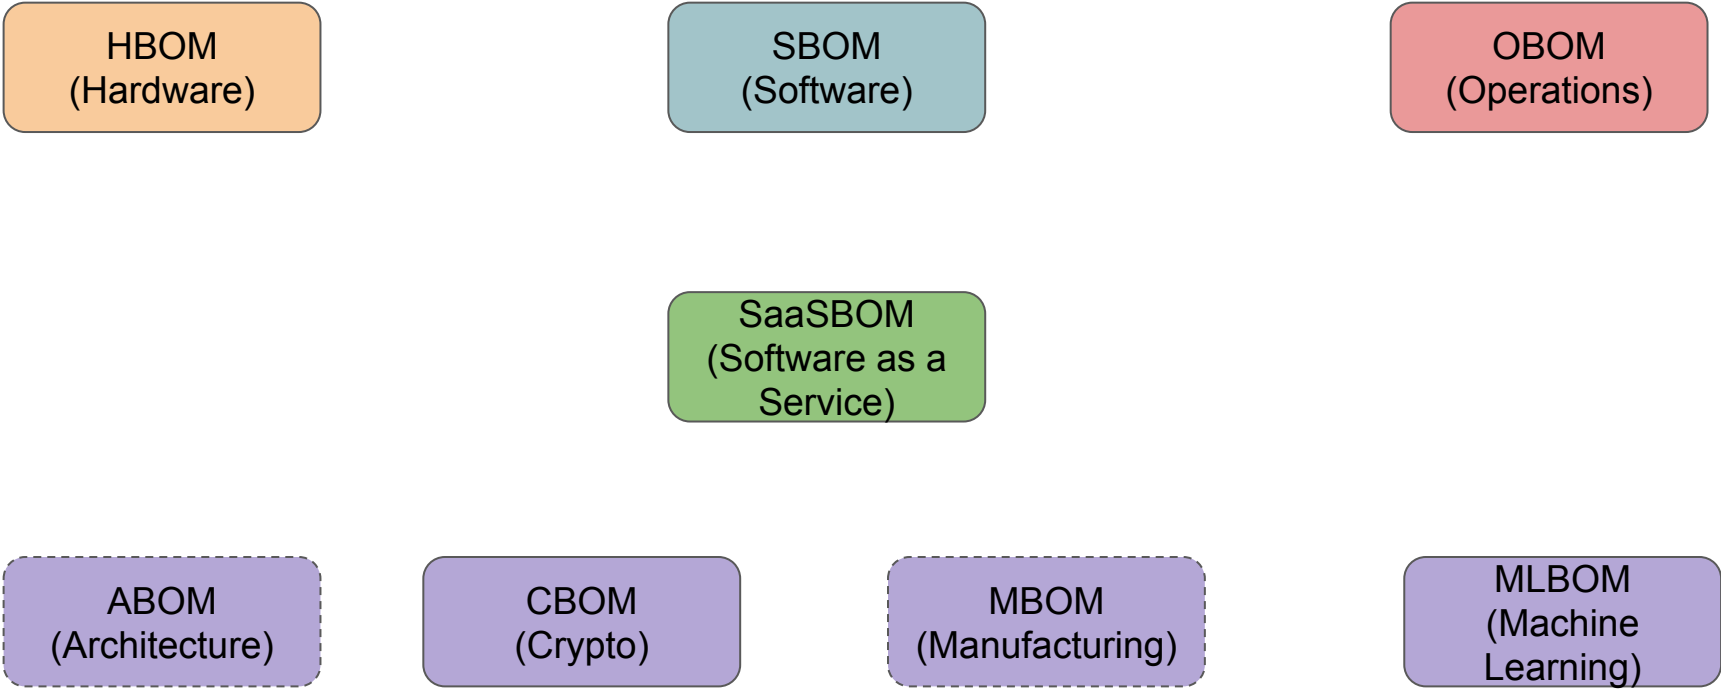 HBOM
(Hardware)
SBOM
(Software)
OBOM
(Operations)
SaaSBOM
(Software as a
Service)
ABOM
(Architecture)
CBOM
(Crypto)
MBOM
(Manufacturing)
MLBOM
(Machine
Learning)